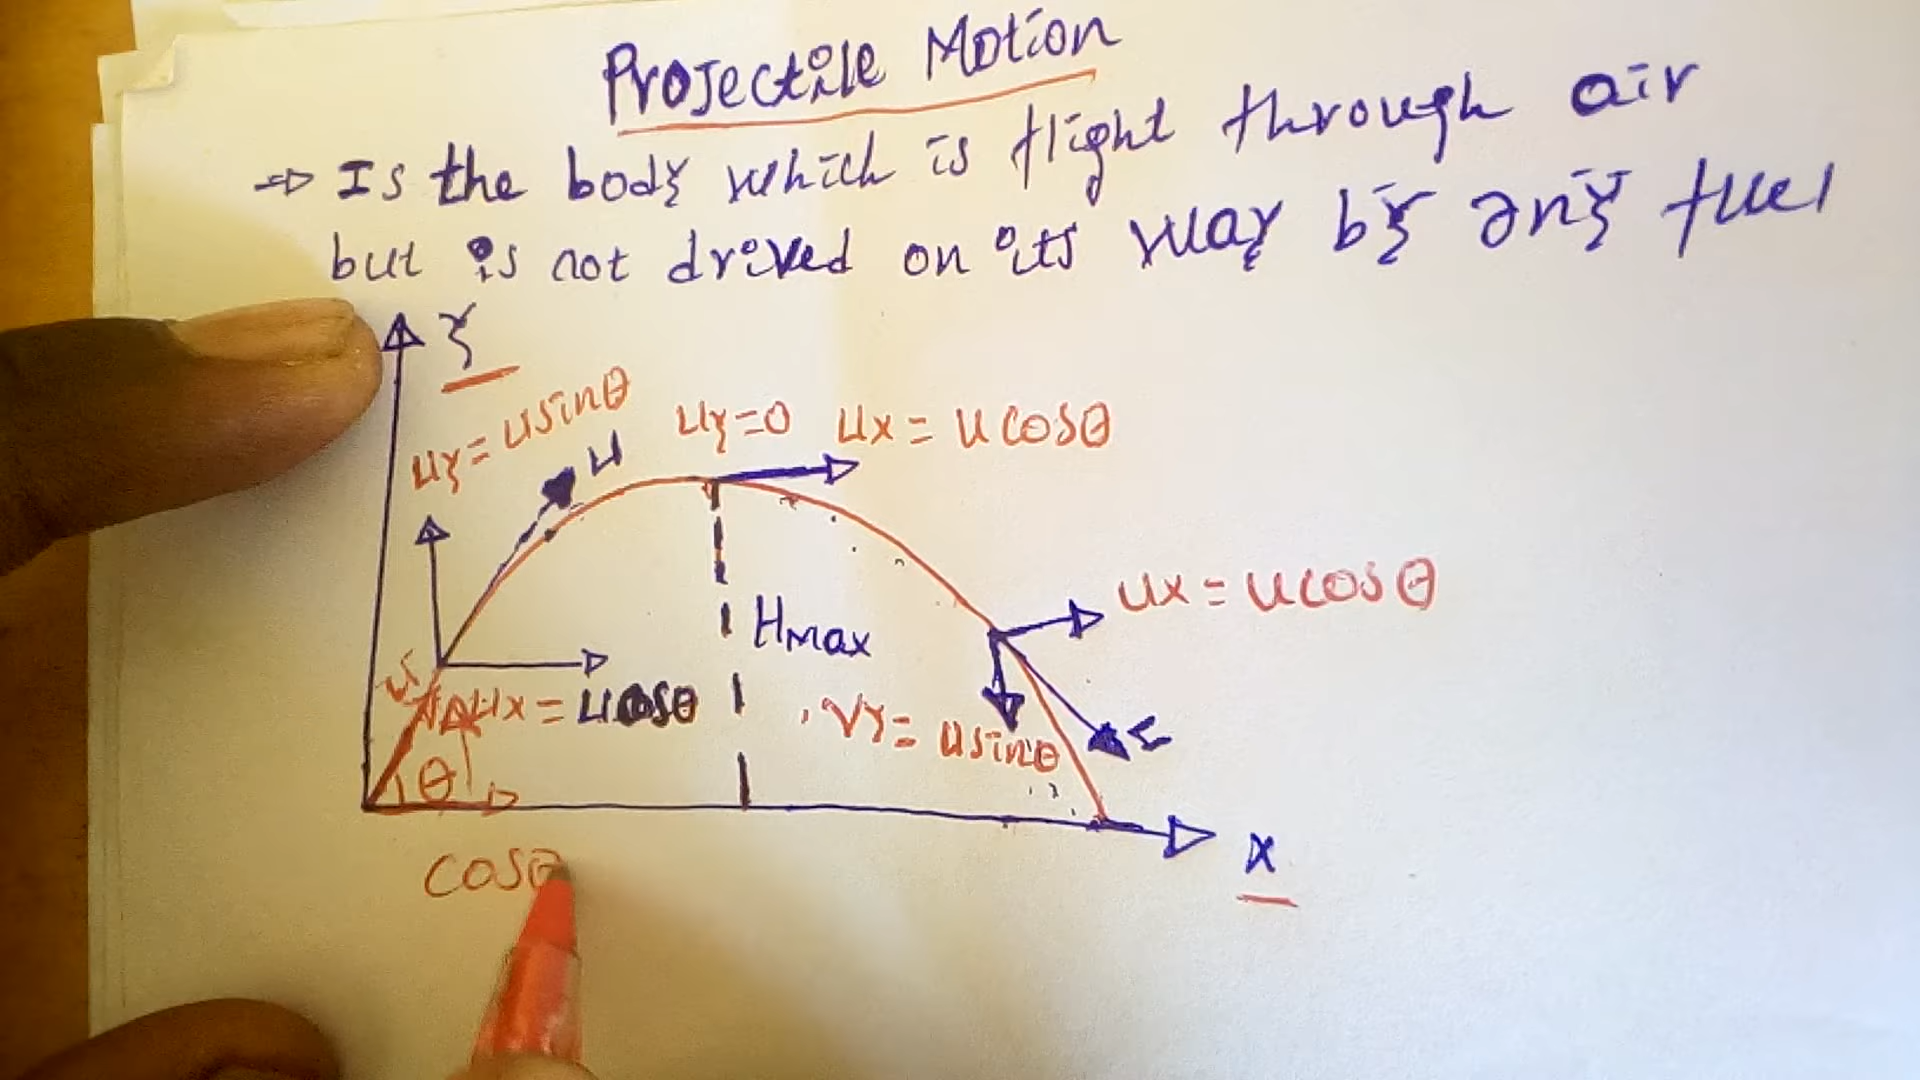 Projectile Motion
⇒ Is the body which is flight through air
but is not drived on its way by any fuel
y
uy = usinθ
u
uy=0 ux = ucosθ
ux = ucosθ
Hmax
u
ux = ucosθ
Vy = usinθ
θ
x
cosθ